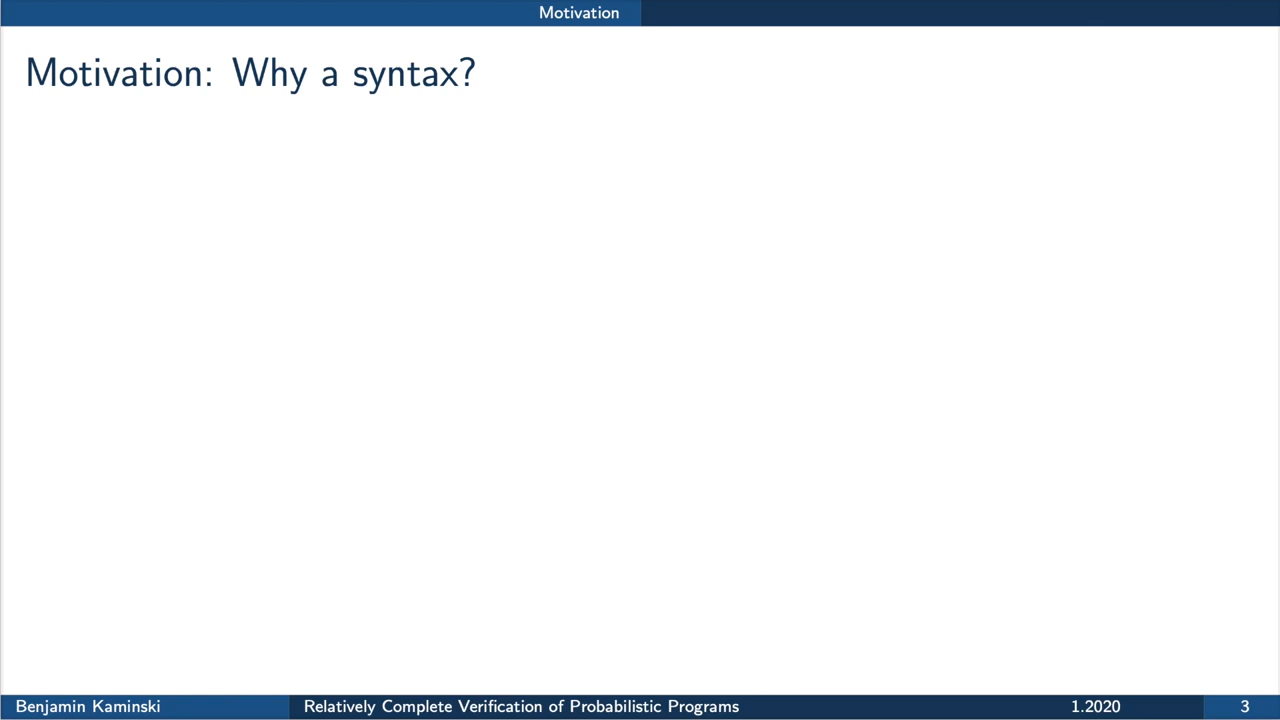 Motivation
Motivation: Why a syntax?
Benjamin Kaminski
Relatively Complete Verification of Probabilistic Programs
1.2020
3